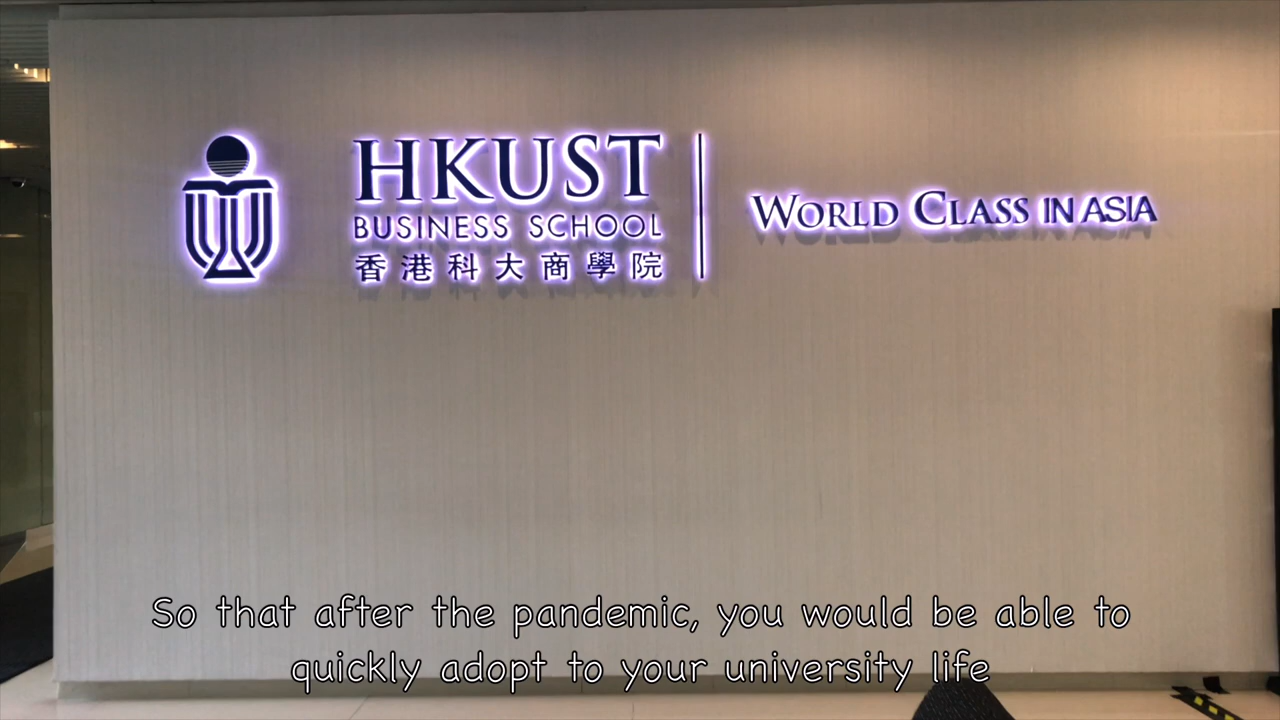 HKUST
BUSINESS SCHOOL
香港科大商學院
WORLD CLASS IN ASIA
So that after the pandemic, you would be able to
quickly adopt to your university life